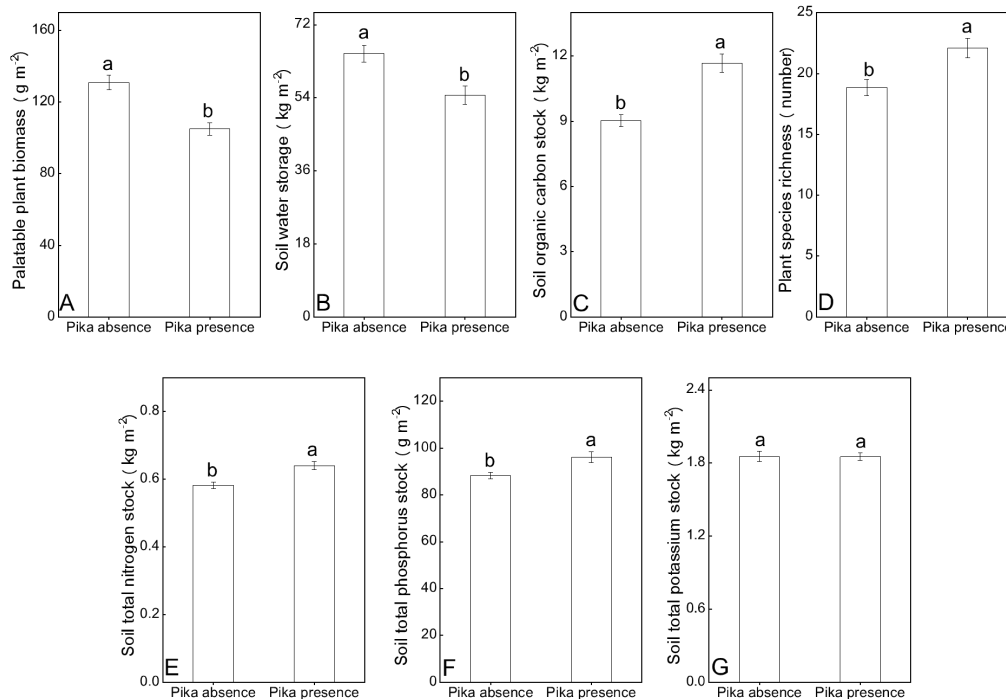 Palatable plant biomass ( g m-2)
160
120
80
40
0
a
b
A
Pika absence Pika presence
Soil water storage ( kg m-2)
72
54
36
18
0
a
b
B
Pika absence Pika presence
Soil organic carbon stock ( kg m-2)
12
9
6
3
0
b
a
C
Pika absence Pika presence
Plant species richness ( number)
25
20
15
10
5
0
b
a
D
Pika absence Pika presence
Soil total nitrogen stock ( kg m-2)
0.8
0.6
0.4
0.2
0.0
b
a
E
Pika absence Pika presence
Soil total phosphorus stock ( g m-2)
120
100
80
60
40
20
0
b
a
F
Pika absence Pika presence
Soil total potassium stock ( kg m-2)
2.4
1.8
1.2
0.6
0.0
a
a
G
Pika absence Pika presence